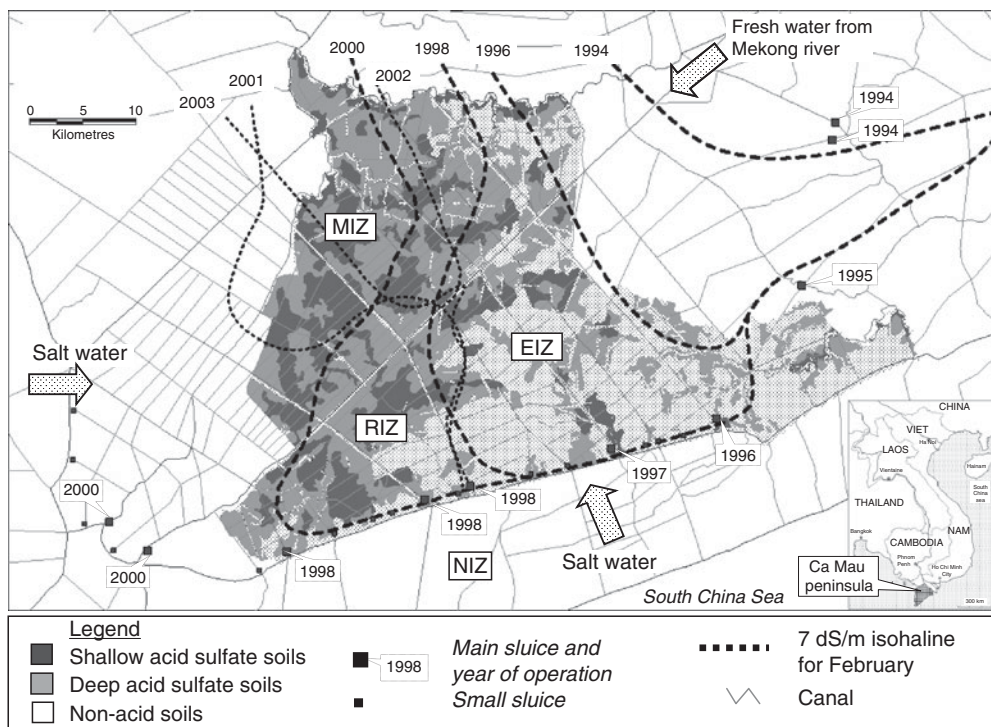 2000
1998
1996
1994
2001
2002
2003
Fresh water from
Mekong river
0 5 10
Kilometres
1994
1994
MIZ
1995
EIZ
Salt water
RIZ
1996
1997
1998
1998
2000
2000
1998
NIZ
Salt water
South China Sea
CHINA
VIET
Ha Noi
LAOS
Vientaine
Hainam
South
China
sea
THAILAND
NAM
Bangkok
CAMBODIA
Phnom
Penh
Ho Chi Minh
City
Ca Mau
peninsula
300 km
Legend
Shallow acid sulfate soils
Deep acid sulfate soils
Non-acid soils
1998
Main sluice and
year of operation
Small sluice
7 dS/m isohaline
for February
Canal